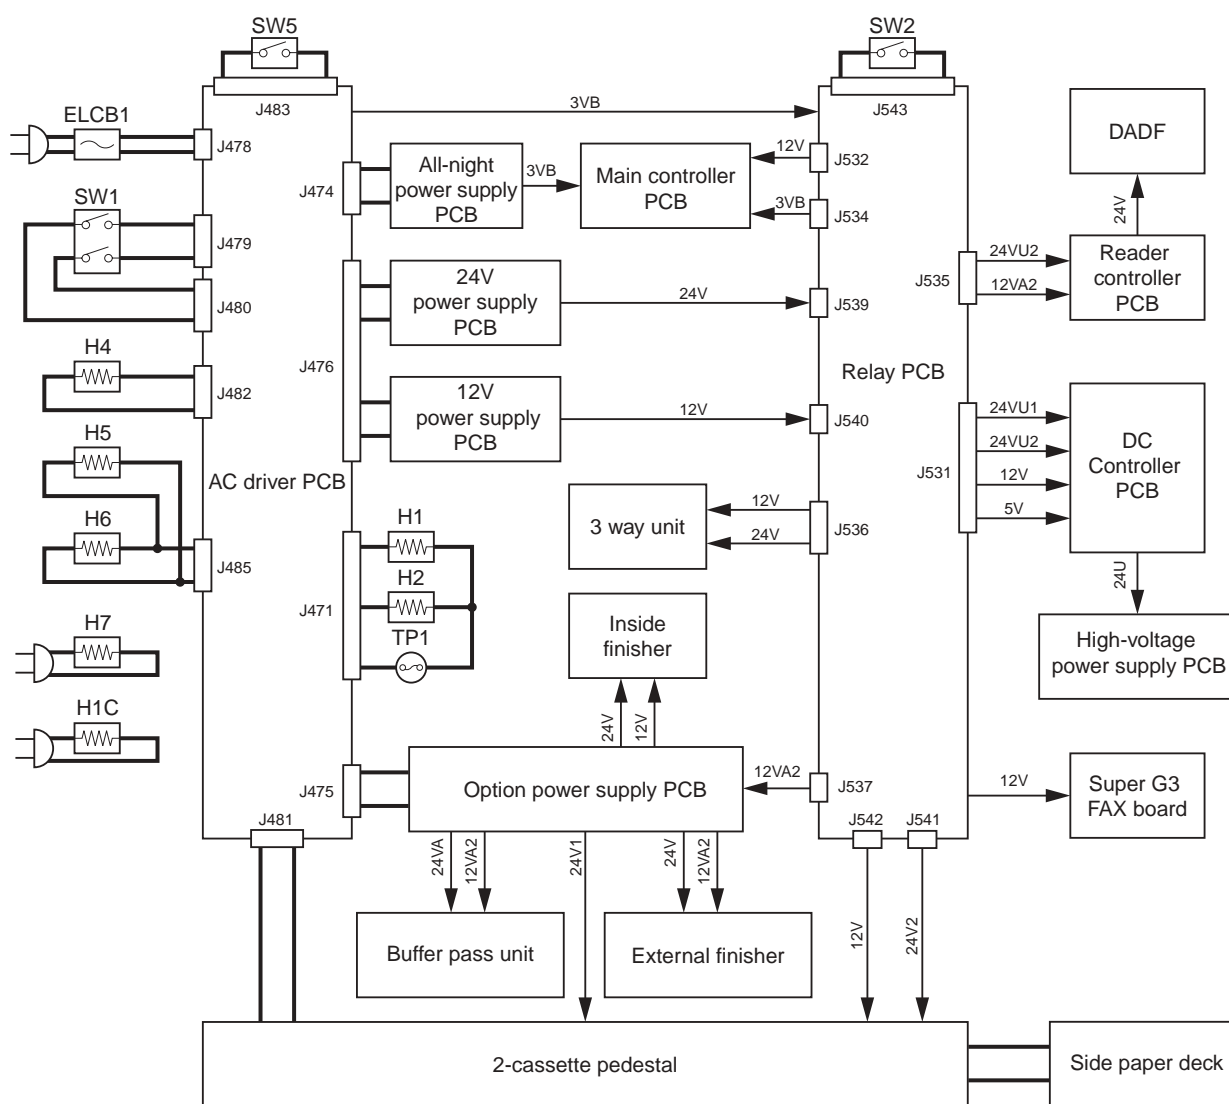 SW5
SW2
J483
J543
3VB
ELCB1
J478
DADF
12V
J532
All-night
power supply
PCB
3VB
Main controller
PCB
J474
SW1
3VB
J534
24V
J479
Reader
controller
PCB
24VU2
J535
12VA2
24V
power supply
PCB
24V
J539
J480
H4
J476
Relay PCB
J482
12V
power supply
PCB
12V
J540
24VU1
24VU2
DC
Controller
PCB
J531
12V
5V
H5
AC driver PCB
12V
3 way unit
J536
24V
H6
H1
J485
H2
J471
24U
TP1
Inside
finisher
H7
High-voltage
power supply PCB
24V
12V
H1C
J475
Option power supply PCB
12VA2
J537
12V
Super G3
FAX board
J481
J542
J541
24VA
12VA2
24V1
24V
12VA2
Buffer pass unit
External finisher
12V
24V2
2-cassette pedestal
Side paper deck